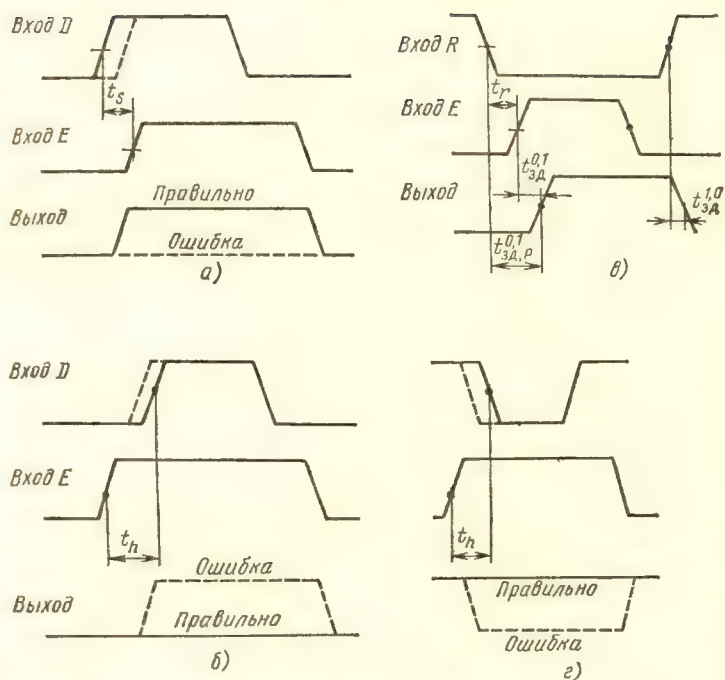 Вход D
t_s
Вход E
Правильно
Выход
Ошибка
а)
Вход R
t_r
Вход E
t_зд^0,1
Выход
t_зд^1,0
t_зд,р^0,1
в)
Вход D
Вход E
t_h
Ошибка
Выход
Правильно
б)
t_h
Правильно
Ошибка
г)